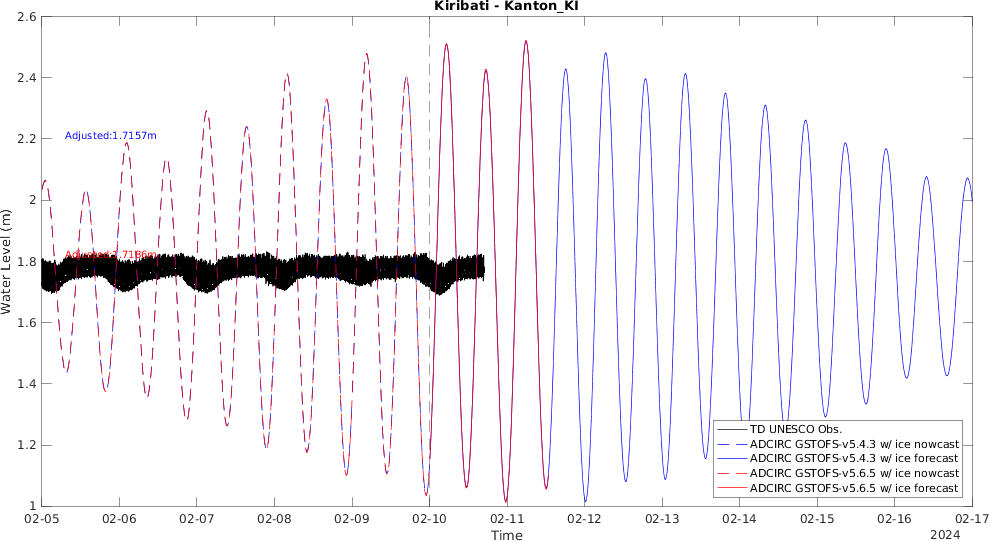 Kiribati - Kanton_KI
Water Level (m)
2.6
2.4
2.2
2
1.8
1.6
1.4
1.2
1
Adjusted:1.7157m
Adjusted:1.7186m
TD UNESCO Obs.
ADCIRC GSTOFS-v5.4.3 w/ ice nowcast
ADCIRC GSTOFS-v5.4.3 w/ ice forecast
ADCIRC GSTOFS-v5.6.5 w/ ice nowcast
ADCIRC GSTOFS-v5.6.5 w/ ice forecast
02-05 02-06 02-07 02-08 02-09 02-10 02-11 02-12 02-13 02-14 02-15 02-16 02-17
Time
2024